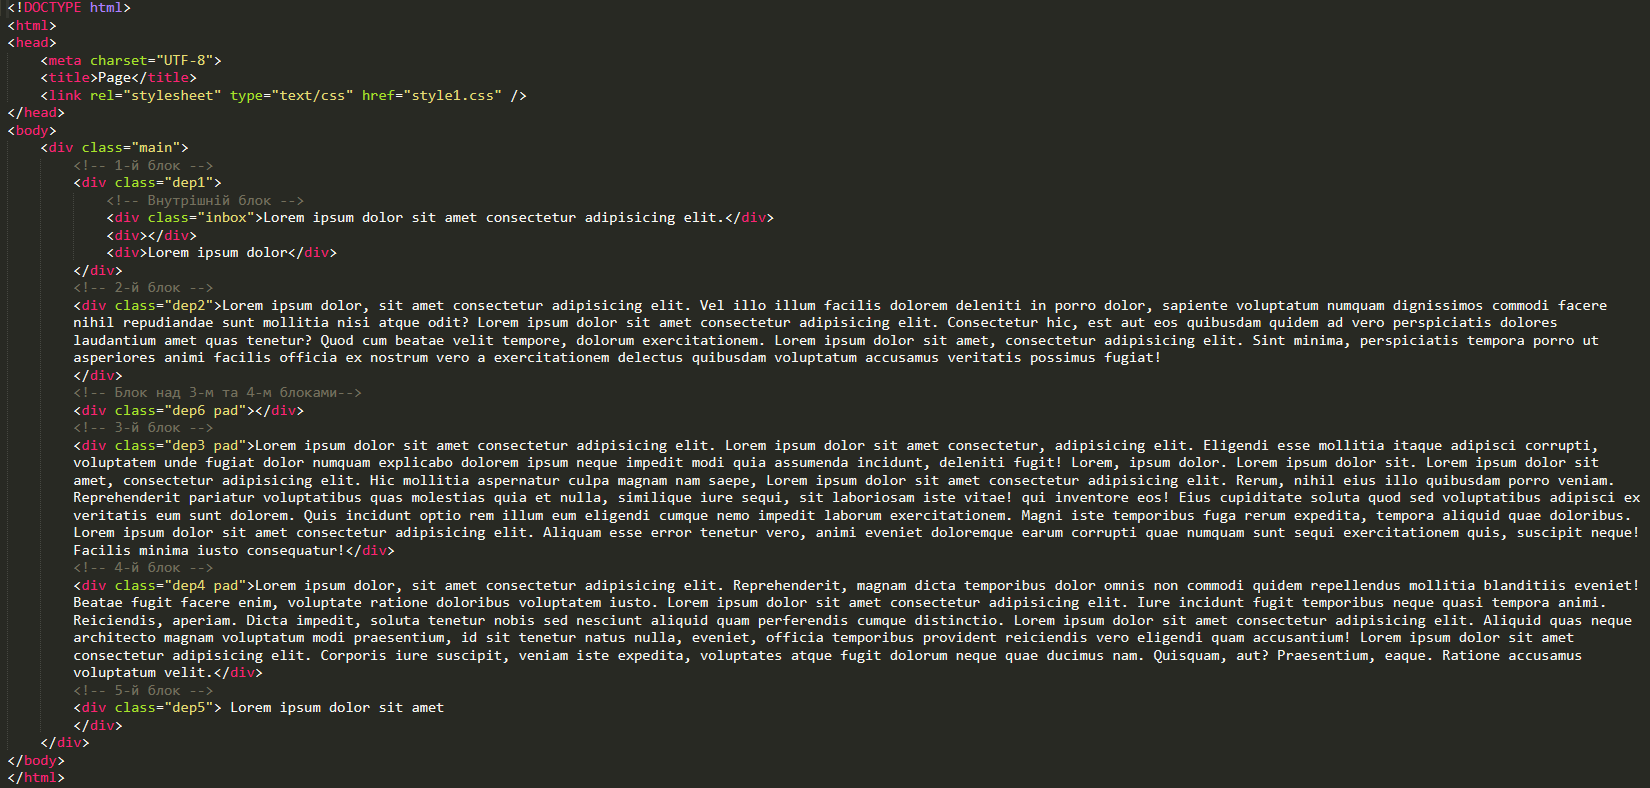 <!DOCTYPE html>
<html>
<head>
    <meta charset="UTF-8">
    <title>Page</title>
    <link rel="stylesheet" type="text/css" href="style1.css" />
</head>
<body>
    <div class="main">
        <!-- 1-й блок -->
        <div class="dep1">
            <!-- Внутрішній блок -->
            <div class="inbox">Lorem ipsum dolor sit amet consectetur adipisicing elit.</div>
            <div></div>
            <div>Lorem ipsum dolor</div>
        </div>
        <!-- 2-й блок -->
        <div class="dep2">Lorem ipsum dolor, sit amet consectetur adipisicing elit. Vel illo illum facilis dolorem deleniti in porro dolor, sapiente voluptatum numquam dignissimos commodi facere
        nihil repudiandae sunt mollitia nisi atque odit? Lorem ipsum dolor sit amet consectetur adipisicing elit. Consectetur hic, est aut eos quibusdam quidem ad vero perspiciatis dolores
        laudantium amet quas tenetur? Quod cum beatae velit tempore, dolorum exercitationem. Lorem ipsum dolor sit amet, consectetur adipisicing elit. Sint minima, perspiciatis tempora porro ut
        asperiores animi facilis officia ex nostrum vero a exercitationem delectus quibusdam voluptatum accusamus veritatis possimus fugiat!
        </div>
        <!-- Блок над 3-м та 4-м блоками-->
        <div class="dep6 pad"></div>
        <!-- 3-й блок -->
        <div class="dep3 pad">Lorem ipsum dolor sit amet consectetur adipisicing elit. Lorem ipsum dolor sit amet consectetur, adipisicing elit. Eligendi esse mollitia itaque adipisci corrupti,
        voluptatem unde fugiat dolor numquam explicabo dolorem ipsum neque impedit modi quia assumenda incidunt, deleniti fugit! Lorem, ipsum dolor. Lorem ipsum dolor sit. Lorem ipsum dolor sit
        amet, consectetur adipisicing elit. Hic mollitia aspernatur culpa magnam nam saepe, Lorem ipsum dolor sit amet consectetur adipisicing elit. Rerum, nihil eius illo quibusdam porro veniam.
        Reprehenderit pariatur voluptatibus quas molestias quia et nulla, similique iure sequi, sit laboriosam iste vitae! qui inventore eos! Eius cupiditate soluta quod sed voluptatibus adipisci ex
        veritatis eum sunt dolorem. Quis incidunt optio rem illum eum eligendi cumque nemo impedit laborum exercitationem. Magni iste temporibus fuga rerum expedita, tempora aliquid quae doloribus.
        Lorem ipsum dolor sit amet consectetur adipisicing elit. Aliquam esse error tenetur vero, animi eveniet doloremque earum corrupti quae numquam sunt sequi exercitationem quis, suscipit neque!
        Facilis minima iusto consequatur!</div>
        <!-- 4-й блок -->
        <div class="dep4 pad">Lorem ipsum dolor, sit amet consectetur adipisicing elit. Reprehenderit, magnam dicta temporibus dolor omnis non commodi quidem repellendus mollitia blanditiis eveniet!
        Beatae fugit facere enim, voluptate ratione doloribus voluptatem iusto. Lorem ipsum dolor sit amet consectetur adipisicing elit. Iure incidunt fugit temporibus neque quasi tempora animi.
        Reiciendis, aperiam. Dicta impedit, soluta tenetur nobis sed nesciunt aliquid quam perferendis cumque distinctio. Lorem ipsum dolor sit amet consectetur adipisicing elit. Aliquid quas neque
        architecto magnam voluptatum modi praesentium, id sit tenetur natus nulla, eveniet, officia temporibus provident reiciendis vero eligendi quam accusantium! Lorem ipsum dolor sit amet
        consectetur adipisicing elit. Corporis iure suscipit, veniam iste expedita, voluptates atque fugit dolorum neque quae ducimus nam. Quisquam, aut? Praesentium, eaque. Ratione accusamus
        voluptatum velit.</div>
        <!-- 5-й блок -->
        <div class="dep5"> Lorem ipsum dolor sit amet
        </div>
    </div>
</body>
</html>